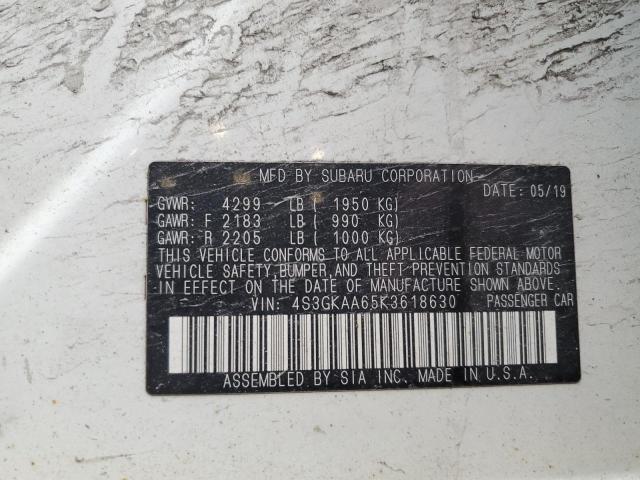 MFD BY SUBARU CORPORATION
DATE: 05/19
GVWR: 4299 LB ( 1950 KG)
GAWR: F 2183 LB ( 990 KG)
GAWR: R 2205 LB ( 1000 KG)
THIS VEHICLE CONFORMS TO ALL APPLICABLE FEDERAL MOTOR
VEHICLE SAFETY,BUMPER,AND THEFT PREVENTION STANDARDS
IN EFFECT ON THE DATE OF MANUFACTURE SHOWN ABOVE.
VIN: 4S3GKAA65K3618630 PASSENGER CAR
ASSEMBLED BY SIA INC. MADE IN U.S.A.